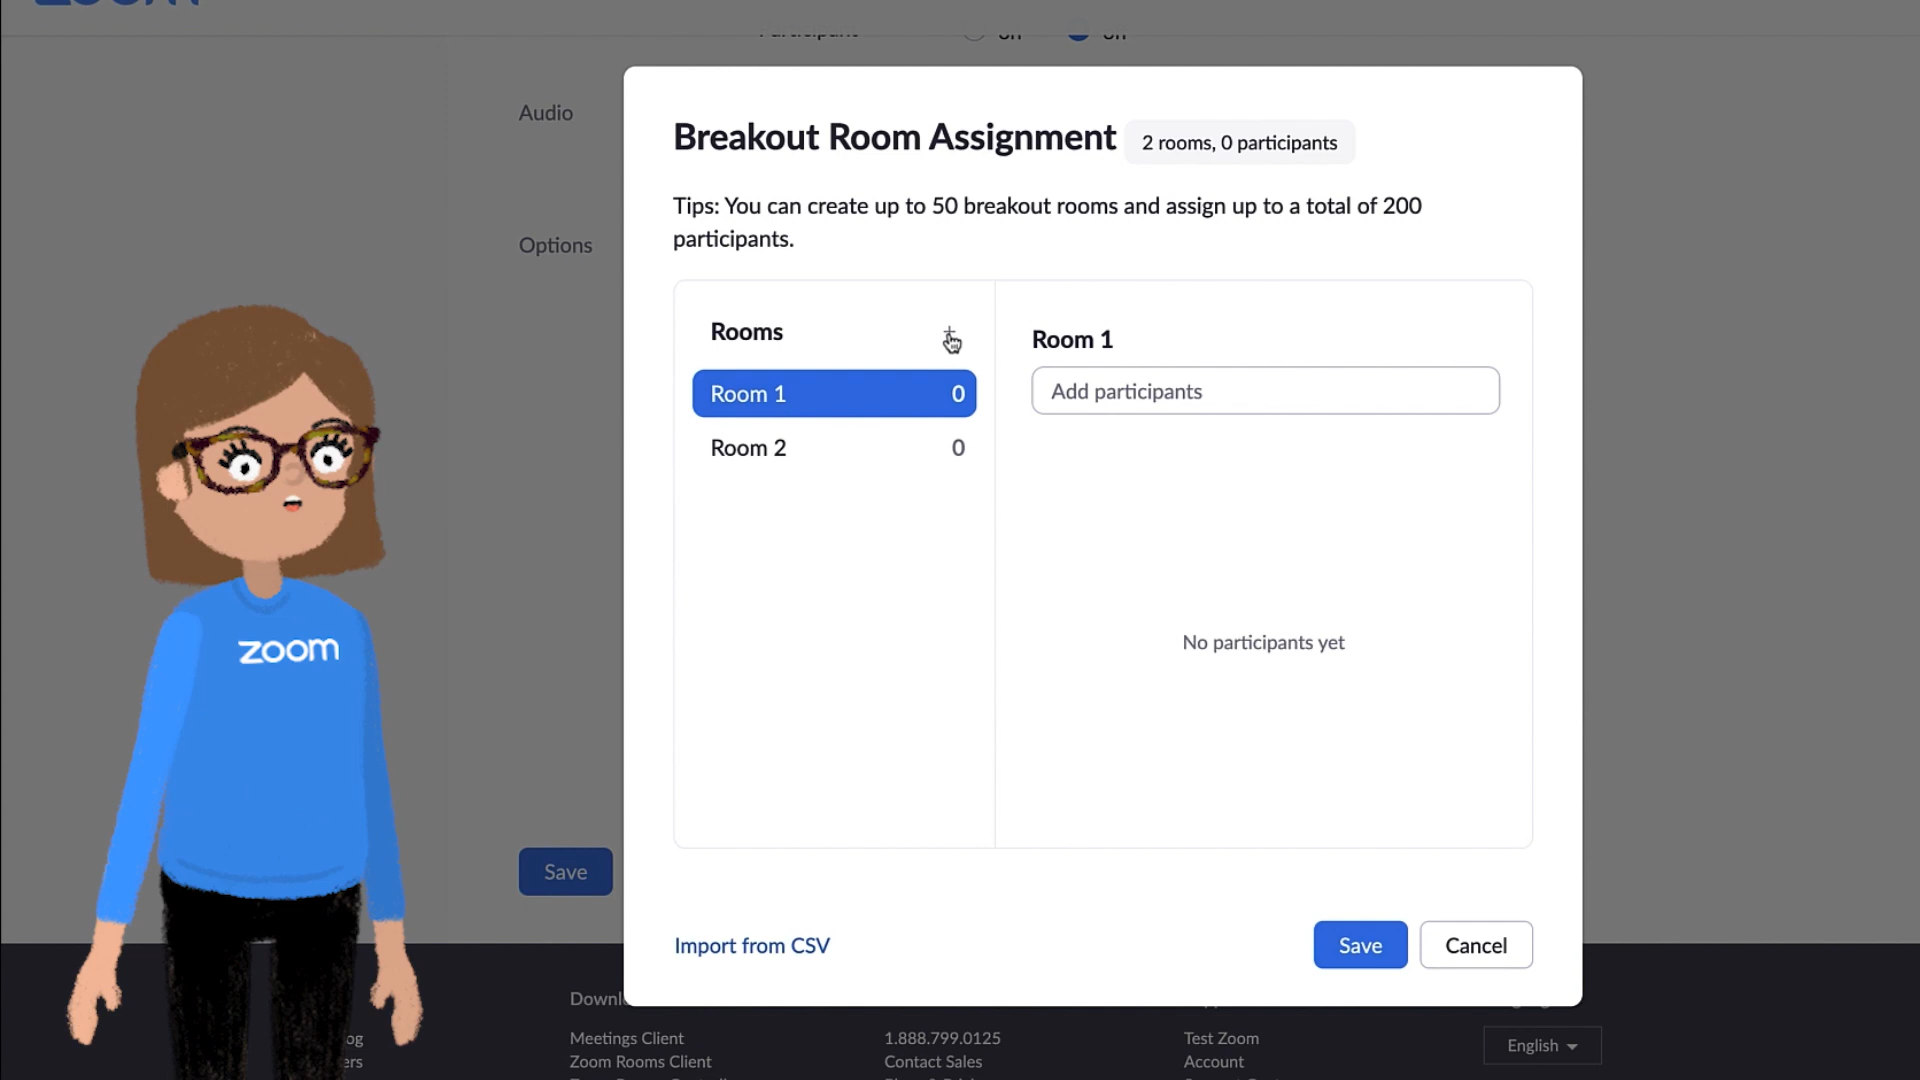 Audio
Options
Breakout Room Assignment
2 rooms, 0 participants
Tips: You can create up to 50 breakout rooms and assign up to a total of 200
participants.
Rooms
+
Room 1 0
Room 2 0
Room 1
Add participants
No participants yet
zoom
Save
Import from CSV
Save
Cancel
Meetings Client
Zoom Rooms Client
1.888.799.0125
Contact Sales
Test Zoom
Account
English